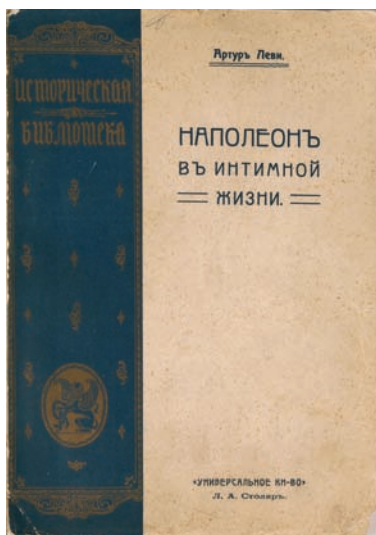 Историческая
Библиотека
Артуръ Леви.
НАПОЛЕОНЪ
ВЪ ИНТИМНОЙ
ЖИЗНИ.
«УНИВЕРСАЛЬНОЕ КН-ВО»
Л. А. Столяръ.